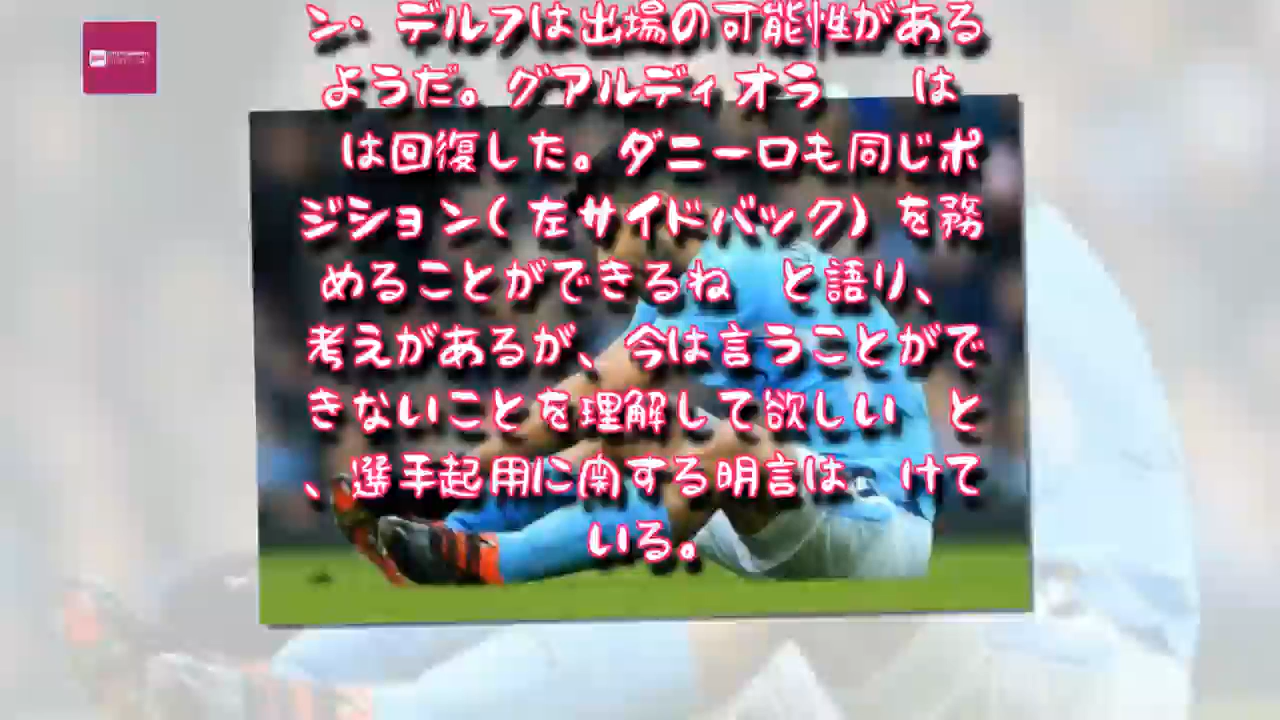 ン・デルフは出場の可能性がある
ようだ。グアルディオラ　　は
は回復した。ダニーロも同じポ
ジション(左サイドバック)を務
めることができるね　と語り、
考えがあるが、今は言うことがで
きないことを理解して欲しい　と
、選手起用に関する明言は　けて
いる。